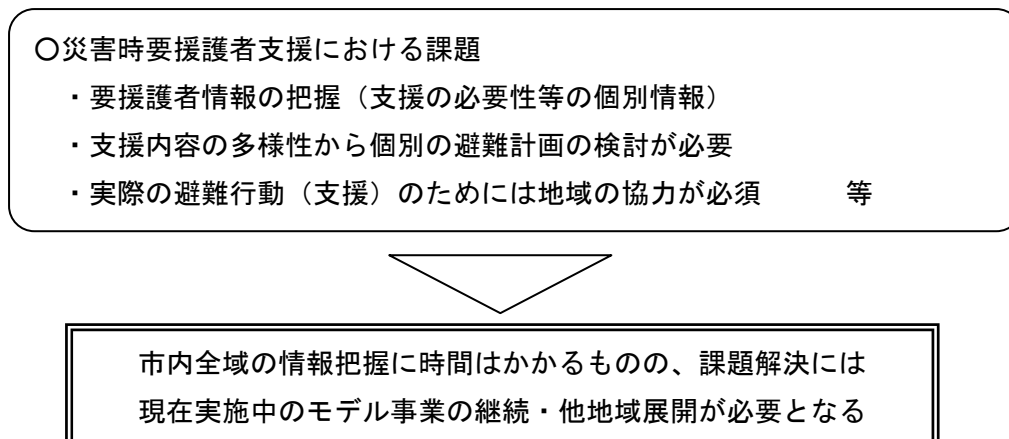 〇災害時要援護者支援における課題
・要援護者情報の把握（支援の必要性等の個別情報）
・支援内容の多様性から個別の避難計画の検討が必要
・実際の避難行動（支援）のためには地域の協力が必須　　　等
市内全域の情報把握に時間はかかるものの、課題解決には
現在実施中のモデル事業の継続・他地域展開が必要となる